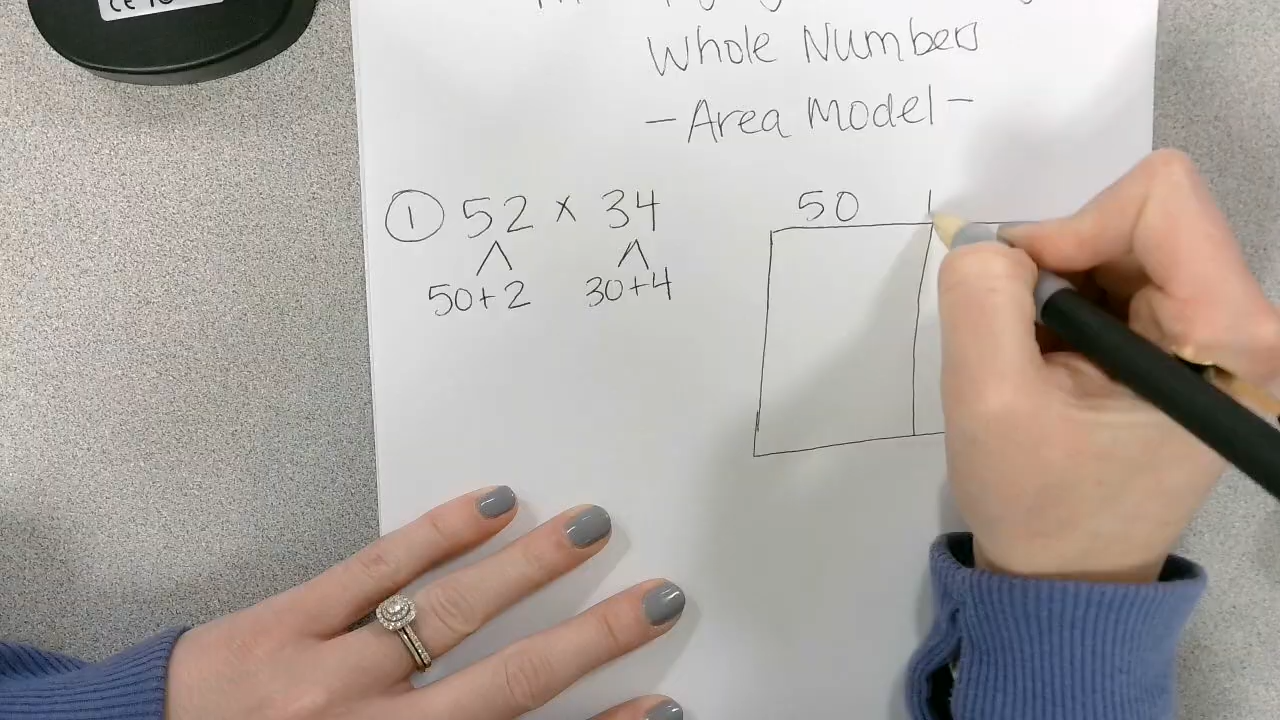 Whole Numbers
-Area Model-
① 52 x 34
50+2 30+4
50